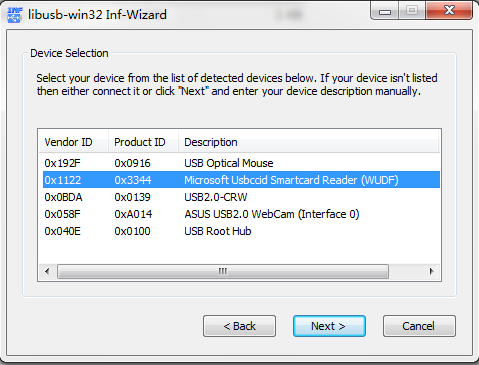 libusb-win32 Inf-Wizard
Device Selection
Select your device from the list of detected devices below. If your device isn't listed
then either connect it or click "Next" and enter your device description manually.
Vendor ID Product ID Description
0x192F 0x0916 USB Optical Mouse
0x1122 0x3344 Microsoft Usbccid Smartcard Reader (WUDF)
0x0BDA 0x0139 USB2.0-CRW
0x058F 0xA014 ASUS USB2.0 WebCam (Interface 0)
0x040E 0x0100 USB Root Hub
< Back Next > Cancel